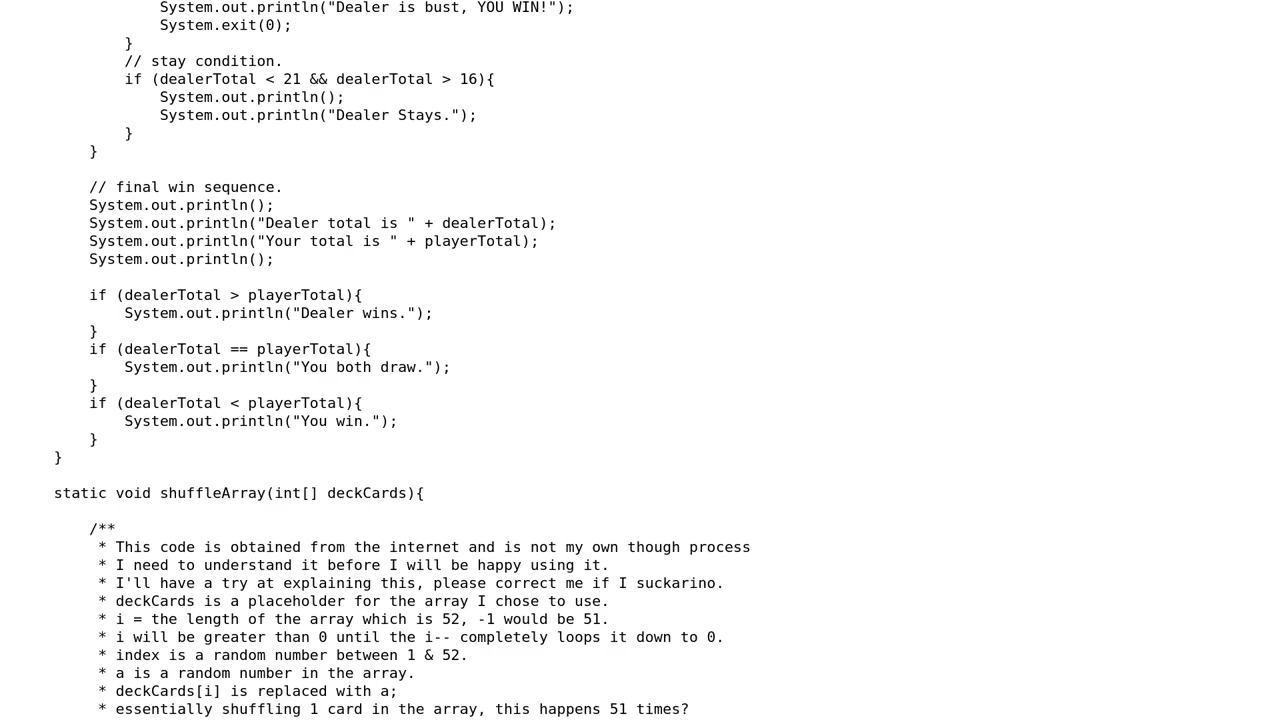 System.out.println("Dealer is bust, YOU WIN!");
System.exit(0);
}
// stay condition.
if (dealerTotal < 21 && dealerTotal > 16){
System.out.println();
System.out.println("Dealer Stays.");
}
}
// final win sequence.
System.out.println();
System.out.println("Dealer total is " + dealerTotal);
System.out.println("Your total is " + playerTotal);
System.out.println();
if (dealerTotal > playerTotal){
System.out.println("Dealer wins.");
}
if (dealerTotal == playerTotal){
System.out.println("You both draw.");
}
if (dealerTotal < playerTotal){
System.out.println("You win.");
}
}
static void shuffleArray(int[] deckCards){
/**
* This code is obtained from the internet and is not my own though process
* I need to understand it before I will be happy using it.
* I'll have a try at explaining this, please correct me if I suckarino.
* deckCards is a placeholder for the array I chose to use.
* i = the length of the array which is 52, -1 would be 51.
* i will be greater than 0 until the i-- completely loops it down to 0.
* index is a random number between 1 & 52.
* a is a random number in the array.
* deckCards[i] is replaced with a;
* essentially shuffling 1 card in the array, this happens 51 times?